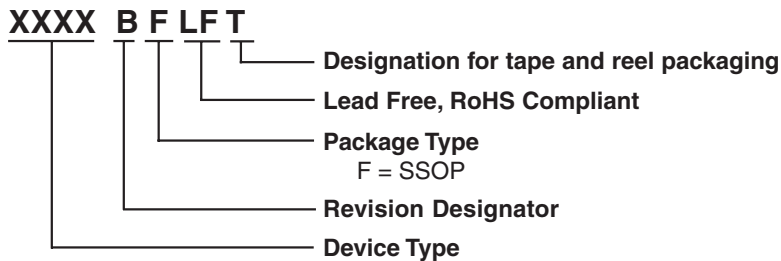 XXXX B F LF T
Designation for tape and reel packaging
Lead Free, RoHS Compliant
Package Type
F = SSOP
Revision Designator
Device Type